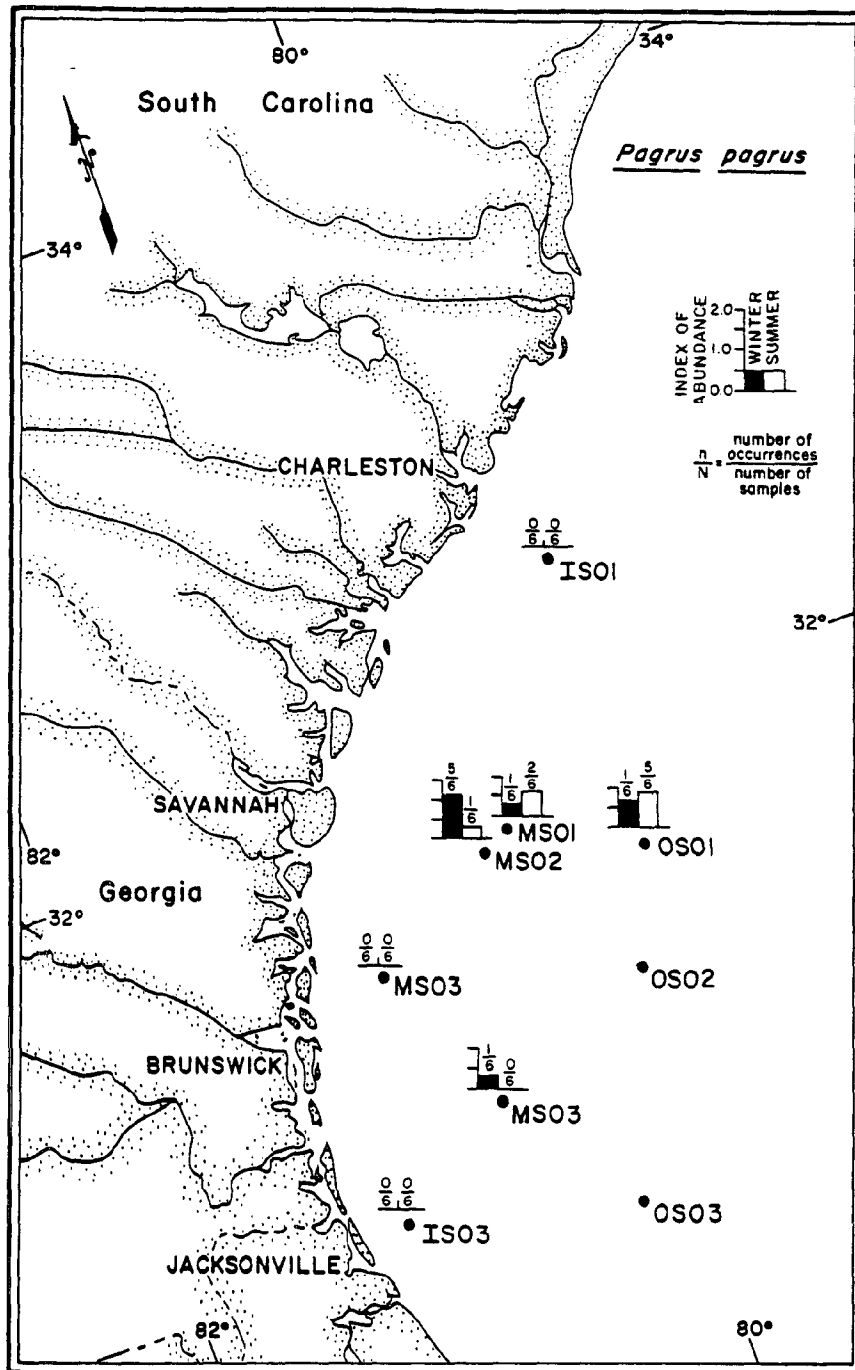 80°
34°
South Carolina
Pagrus pagrus
N
34°
INDEX OF ABUNDANCE
2.0
1.0
0.0
WINTER
SUMMER
n/N = number of occurrences / number of samples
CHARLESTON
0/6 0/6
IS01
32°
5/6 1/6
1/6 2/6
1/6 5/6
SAVANNAH
MS01
MS02
OS01
82°
Georgia
32°
0/6 0/6
MS03
OS02
BRUNSWICK
1/6 0/6
MS03
0/6 0/6
IS03
OS03
JACKSONVILLE
82°
80°